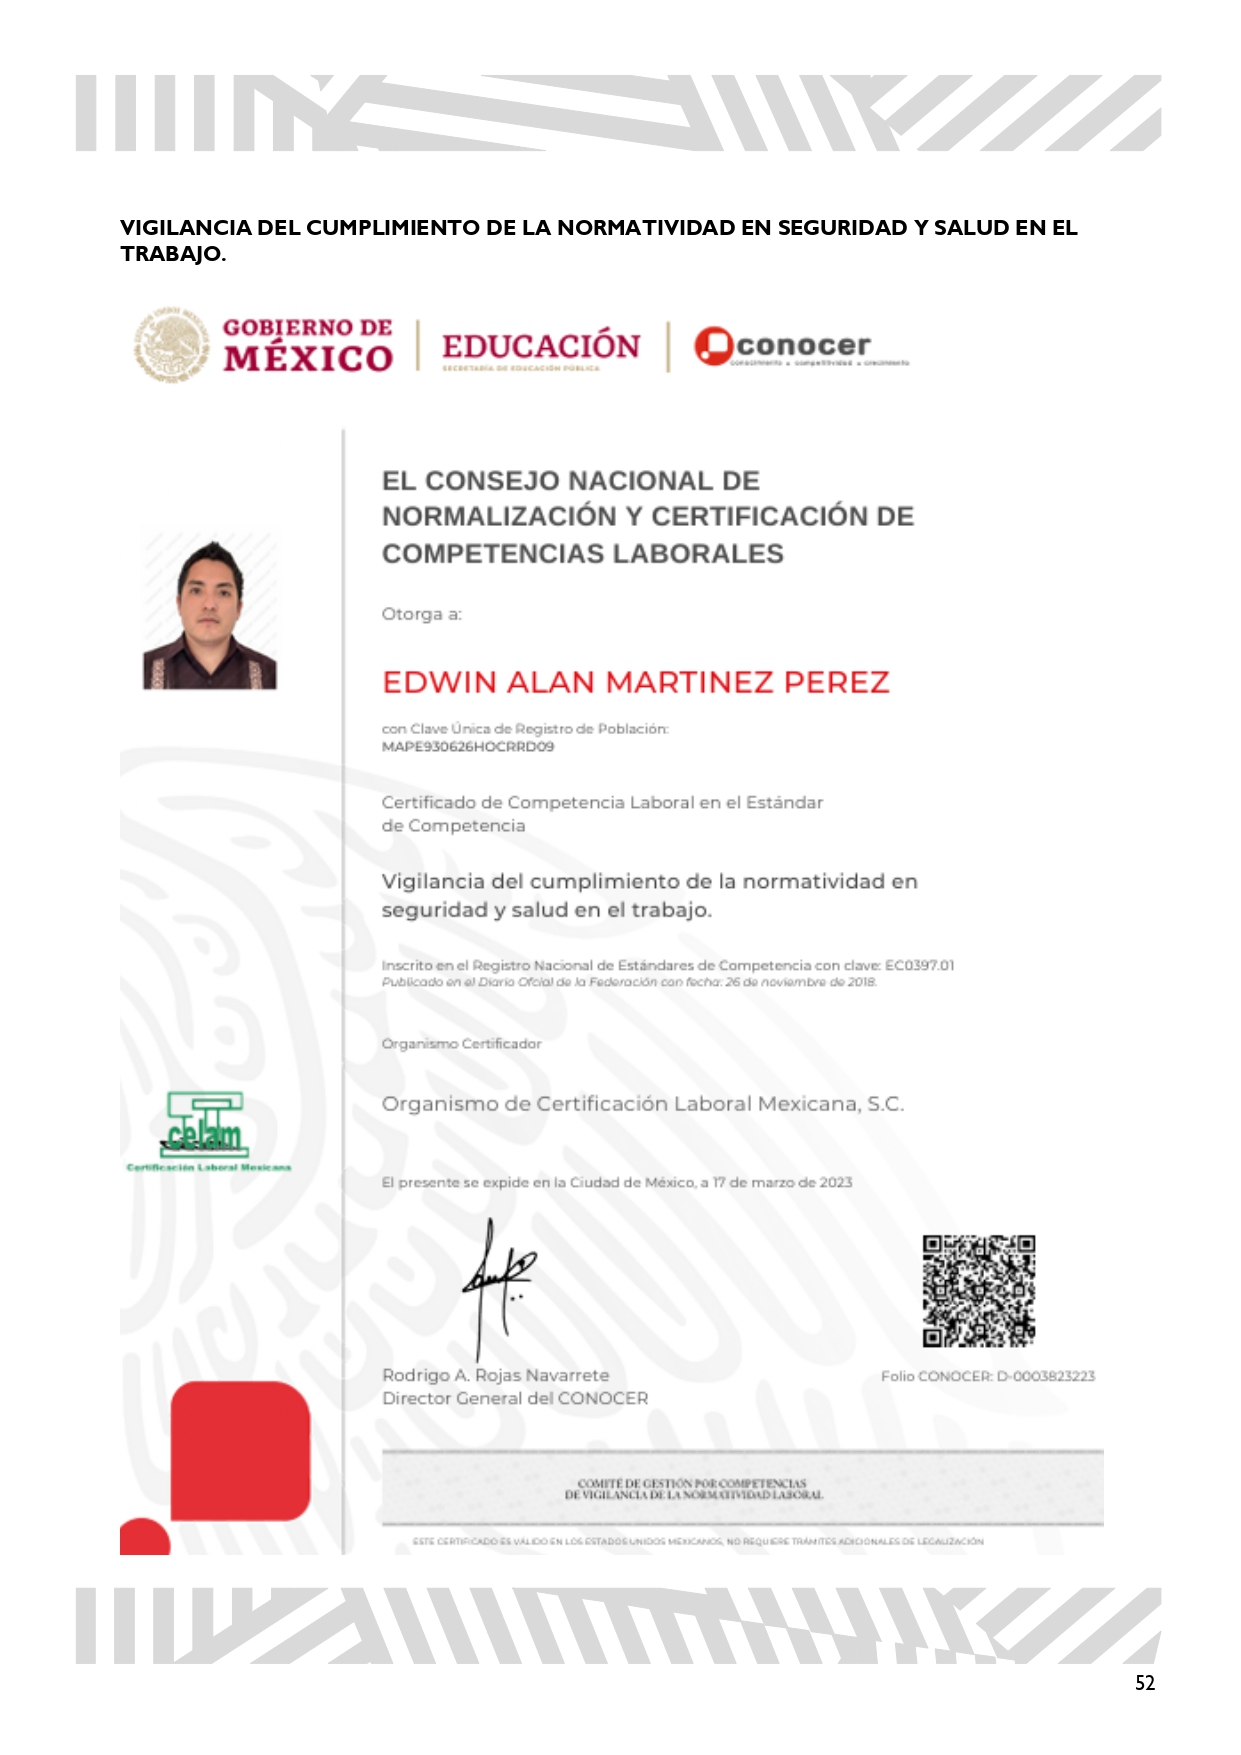 VIGILANCIA DEL CUMPLIMIENTO DE LA NORMATIVIDAD EN SEGURIDAD Y SALUD EN EL
TRABAJO.
GOBIERNO DE
MÉXICO
EDUCACIÓN
SECRETARÍA DE EDUCACIÓN PÚBLICA
conocer
conocimiento • competitividad • crecimiento
EL CONSEJO NACIONAL DE
NORMALIZACIÓN Y CERTIFICACIÓN DE
COMPETENCIAS LABORALES
Otorga a:
EDWIN ALAN MARTINEZ PEREZ
con Clave Única de Registro de Población:
MAPE930626HOCRRD09
Certificado de Competencia Laboral en el Estándar
de Competencia
Vigilancia del cumplimiento de la normatividad en
seguridad y salud en el trabajo.
Inscrito en el Registro Nacional de Estándares de Competencia con clave: EC0397.01
Publicado en el Diario Ofcial de la Federación con fecha: 26 de noviembre de 2018.
Organismo Certificador
Organismo de Certificación Laboral Mexicana, S.C.
celam
Certificación Laboral Mexicana
El presente se expide en la Ciudad de México, a 17 de marzo de 2023
Rodrigo A. Rojas Navarrete
Director General del CONOCER
Folio CONOCER: D-0003823223
COMITÉ DE GESTIÓN POR COMPETENCIAS
DE VIGILANCIA DE LA NORMATIVIDAD LABORAL
ESTE CERTIFICADO ES VÁLIDO EN LOS ESTADOS UNIDOS MEXICANOS, NO REQUIERE TRÁMITES ADICIONALES DE LEGALIZACIÓN
52